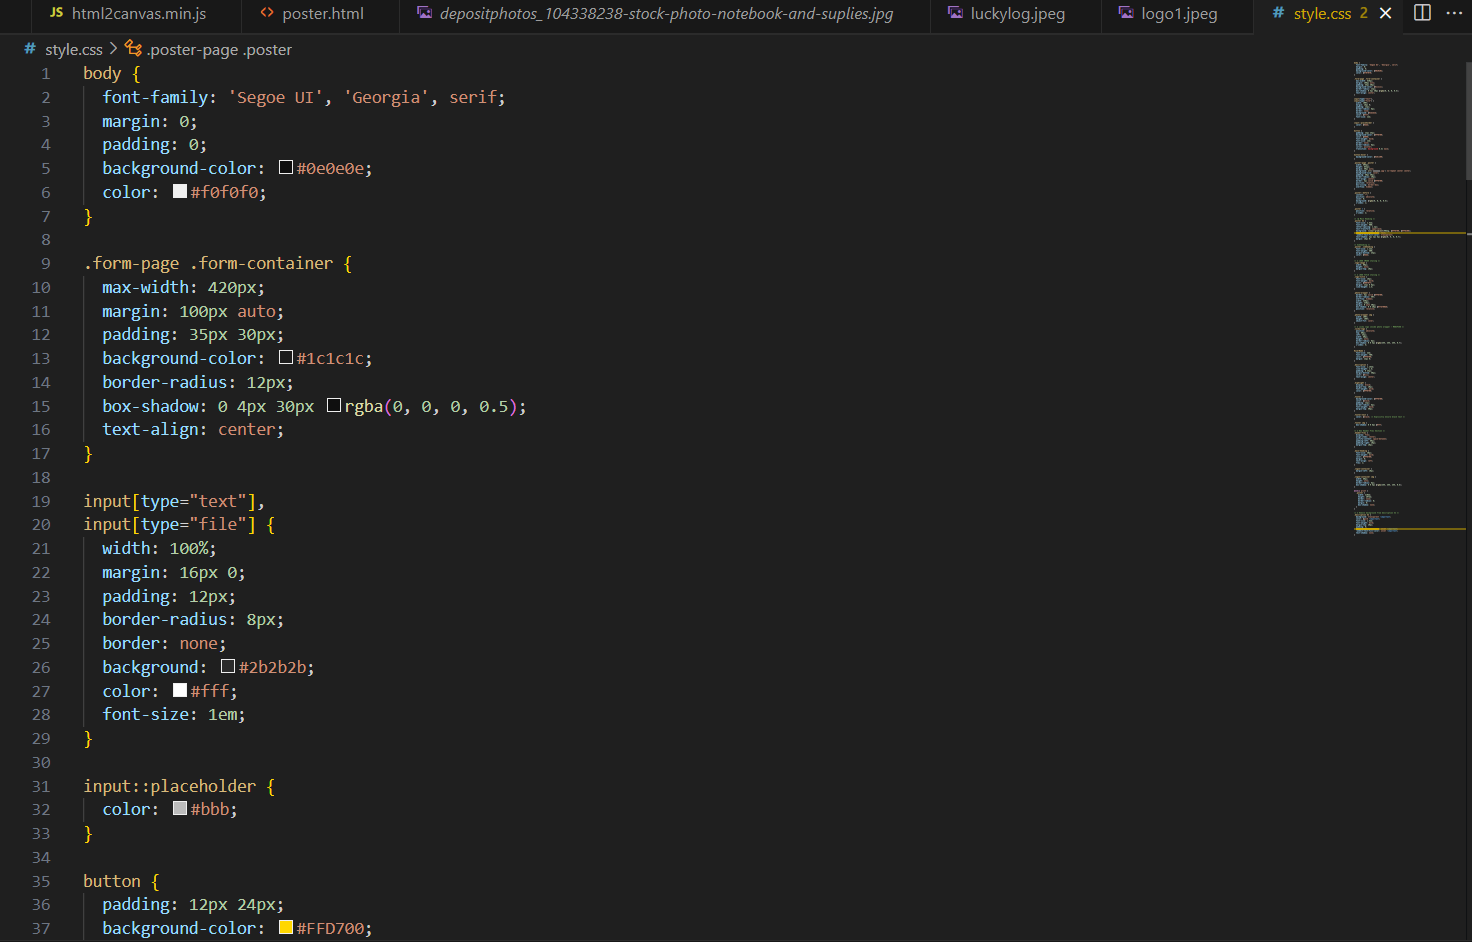 html2canvas.min.js poster.html depositphotos_104338238-stock-photo-notebook-and-suplies.jpg luckylog.jpeg logo1.jpeg # style.css 2
# style.css > .poster-page .poster
1 body {
2 font-family: 'Segoe UI', 'Georgia', serif;
3 margin: 0;
4 padding: 0;
5 background-color: #0e0e0e;
6 color: #f0f0f0;
7 }
8
9 .form-page .form-container {
10 max-width: 420px;
11 margin: 100px auto;
12 padding: 35px 30px;
13 background-color: #1c1c1c;
14 border-radius: 12px;
15 box-shadow: 0 4px 30px rgba(0, 0, 0, 0.5);
16 text-align: center;
17 }
18
19 input[type="text"],
20 input[type="file"] {
21 width: 100%;
22 margin: 16px 0;
23 padding: 12px;
24 border-radius: 8px;
25 border: none;
26 background: #2b2b2b;
27 color: #fff;
28 font-size: 1em;
29 }
30
31 input::placeholder {
32 color: #bbb;
33 }
34
35 button {
36 padding: 12px 24px;
37 background-color: #FFD700;